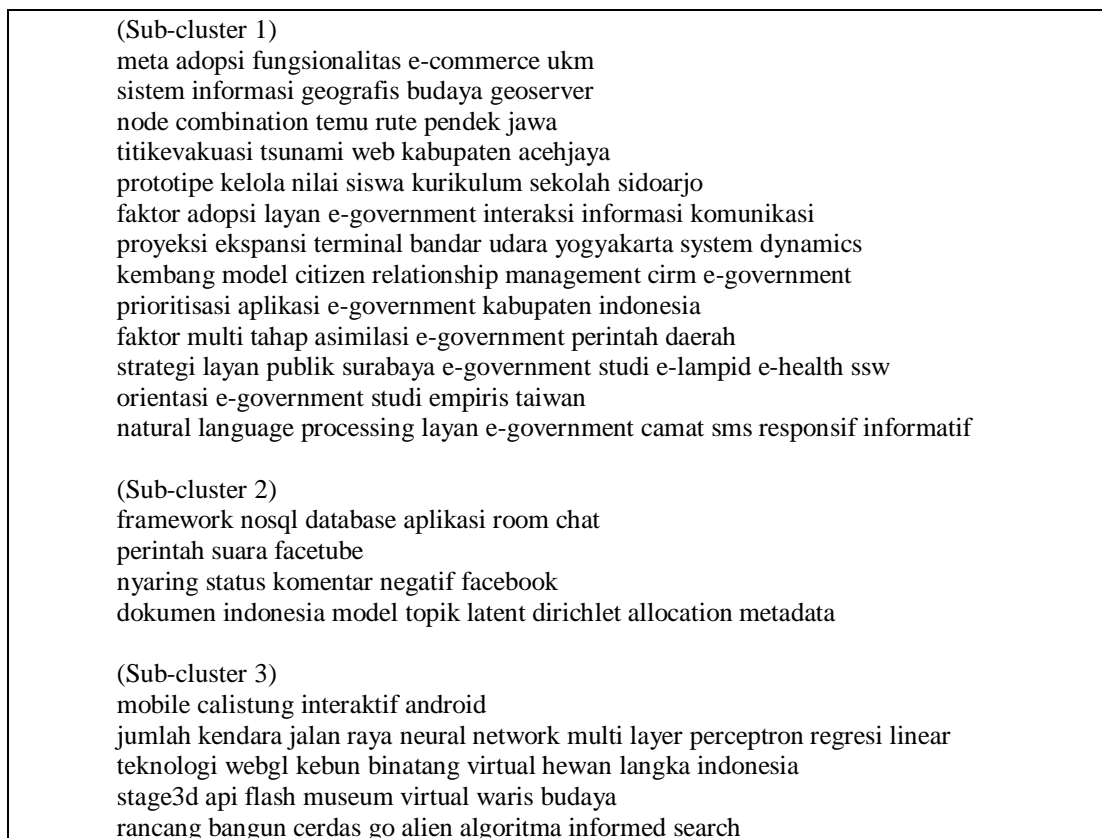 (Sub-cluster 1)
meta adopsi fungsionalitas e-commerce ukm
sistem informasi geografis budaya geoserver
node combination temu rute pendek jawa
titikevakuasi tsunami web kabupaten acehjaya
prototipe kelola nilai siswa kurikulum sekolah sidoarjo
faktor adopsi layan e-government interaksi informasi komunikasi
proyeksi ekspansi terminal bandar udara yogyakarta system dynamics
kembang model citizen relationship management cirm e-government
prioritisasi aplikasi e-government kabupaten indonesia
faktor multi tahap asimilasi e-government perintah daerah
strategi layan publik surabaya e-government studi e-lampid e-health ssw
orientasi e-government studi empiris taiwan
natural language processing layan e-government camat sms responsif informatif
(Sub-cluster 2)
framework nosql database aplikasi room chat
perintah suara facetube
nyaring status komentar negatif facebook
dokumen indonesia model topik latent dirichlet allocation metadata
(Sub-cluster 3)
mobile calistung interaktif android
jumlah kendara jalan raya neural network multi layer perceptron regresi linear
teknologi webgl kebun binatang virtual hewan langka indonesia
stage3d api flash museum virtual waris budaya
rancang bangun cerdas go alien algoritma informed search